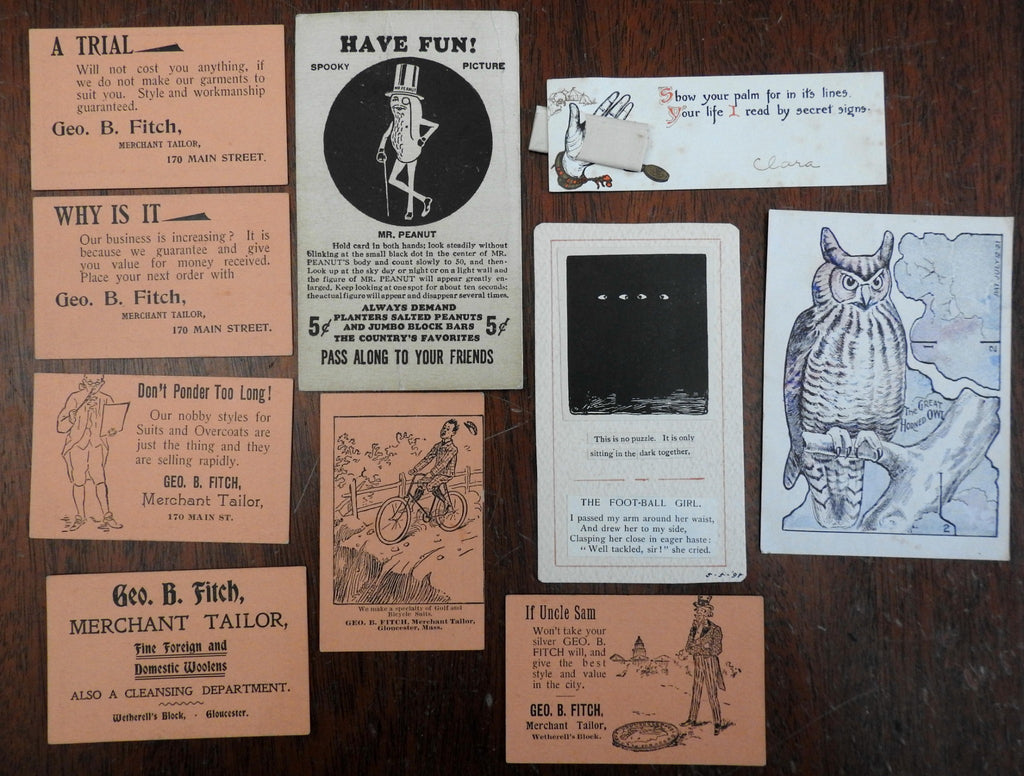 A TRIAL
Will not cost you anything, if
we do not make our garments to
suit you. Style and workmanship
guaranteed.
Geo. B. Fitch,
MERCHANT TAILOR,
170 MAIN STREET.
WHY IS IT
Our business is increasing? It is
because we guarantee and give
you value for money received.
Place your next order with
Geo. B. Fitch,
MERCHANT TAILOR,
170 MAIN STREET.
Don't Ponder Too Long!
Our nobby styles for
Suits and Overcoats are
just the thing and they
are selling rapidly.
GEO. B. FITCH,
Merchant Tailor,
170 MAIN ST.
Geo. B. Fitch,
MERCHANT TAILOR,
Fine Foreign and
Domestic Woolens
ALSO A CLEANSING DEPARTMENT.
Wetherell's Block, - Gloucester.
HAVE FUN!
SPOOKY PICTURE
MR. PEANUT
MR. PEANUT
Hold card in both hands; look steadily without
blinking at the small black dot in the center of MR.
PEANUT'S body and count slowly to 30, and then-
Look up at the sky day or night or on a light wall and
the figure of MR. PEANUT will appear greatly en-
larged. Keep looking at one spot for about ten seconds;
the actual figure will appear and disappear several times.
ALWAYS DEMAND
PLANTERS SALTED PEANUTS
5¢ AND JUMBO BLOCK BARS 5¢
THE COUNTRY'S FAVORITES
PASS ALONG TO YOUR FRIENDS
We make a specialty of Golf and
Bicycle Suits.
GEO. B. FITCH, Merchant Tailor,
Gloucester, Mass.
Show your palm for in its lines
Your life I read by secret signs.
Clara
This is no puzzle. It is only
sitting in the dark together,
THE FOOT-BALL GIRL.
I passed my arm around her waist,
And drew her to my side,
Clasping her close in eager haste:
"Well tackled, sir!" she cried.
5-5-98
THE GREAT
HORNED OWL
1
2
2
If Uncle Sam
Won't take your
silver GEO. B.
FITCH will, and
give the best
style and value
in the city.
GEO. B. FITCH,
Merchant Tailor,
Wetherell's Block.